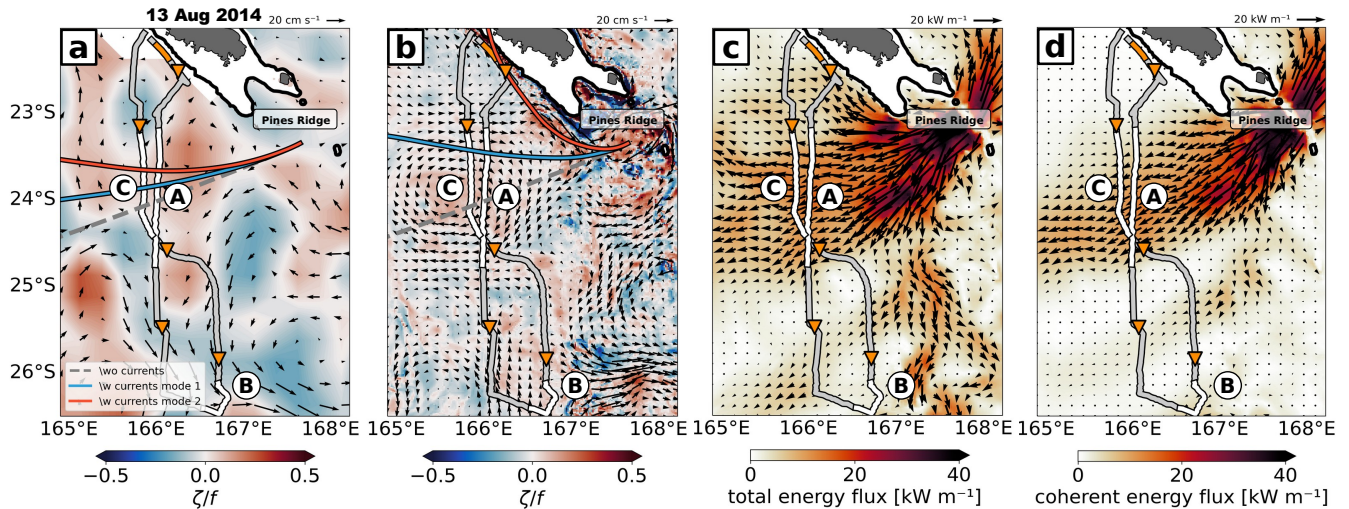 13 Aug 2014
20 cm s⁻¹
20 cm s⁻¹
20 kW m⁻¹
20 kW m⁻¹
a
b
c
d
23°S
24°S
25°S
26°S
Pines Ridge
Pines Ridge
Pines Ridge
Pines Ridge
C
A
B
C
A
B
C
A
B
C
A
B
\wo currents
\w currents mode 1
\w currents mode 2
165°E 166°E 167°E 168°E
165°E 166°E 167°E 168°E
165°E 166°E 167°E 168°E
165°E 166°E 167°E 168°E
−0.5 0.0 0.5
ζ/f
−0.5 0.0 0.5
ζ/f
0 20 40
total energy flux [kW m⁻¹]
0 20 40
coherent energy flux [kW m⁻¹]